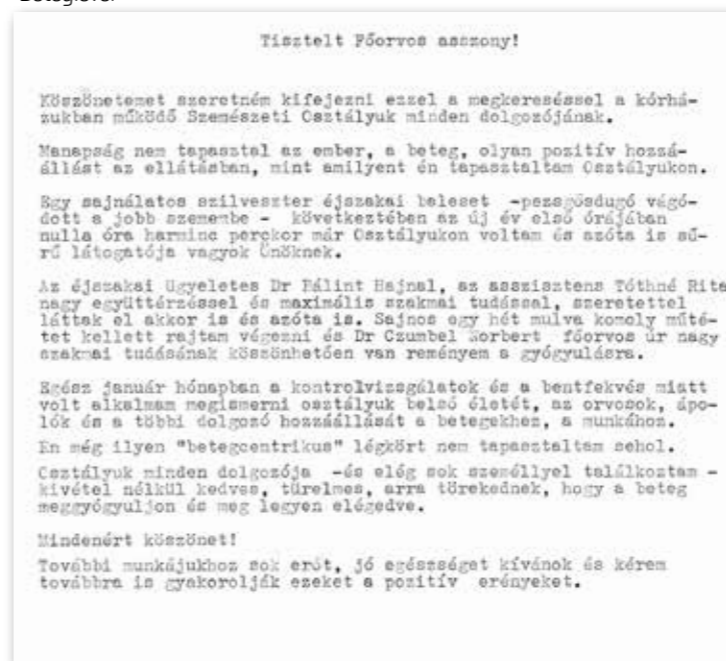 Tisztelt Főorvos asszony!
Köszönetemet szeretném kifejezni ezzel a megkereséssel a kórhá-
zukban működő Szemészeti Osztályuk minden dolgozójának.
Manapság nem tapasztal az ember, a beteg, olyan pozitív hozzá-
állást az ellátásban, mint amilyent én tapasztaltam Osztályukon.
Egy sajnálatos szilveszter éjszakai baleset -pezsgősdugó vágó-
dott a jobb szemembe - következtében az új év első órájában
nulla óra harminc perckor már Osztályukon voltam és azóta is sű-
rű látogatója vagyok Önöknek.
Az éjszakai ügyeletes Dr Pálint Hajnal, az asszisztens Tóthné Rita
nagy együttérzéssel és maximális szakmai tudással, szeretettel
láttak el akkor is és azóta is. Sajnos egy hét mulva komoly műté-
tet kellett rajtam végezni és Dr Czumbel Norbert főorvos úr nagy
szakmai tudásának köszönhetően van reményem a gyógyulásra.
Egész január hónapban a kontrolvizsgálatok és a bentfekvés miatt
volt alkalmam megismerni osztályuk belső életét, az orvosok, ápo-
lók és a többi dolgozó hozzáállását a betegekhez, a munkához.
Én még ilyen "betegcentrikus" légkört nem tapasztaltam sehol.
Osztályuk minden dolgozója -és elég sok személlyel találkoztam -
kivétel nélkül kedves, türelmes, arra törekednek, hogy a beteg
meggyógyuljon és meg legyen elégedve.
Mindenért köszönet!
További munkájukhoz sok erőt, jó egészséget kívánok és kérem
továbbra is gyakorolják ezeket a pozitív erényeket.